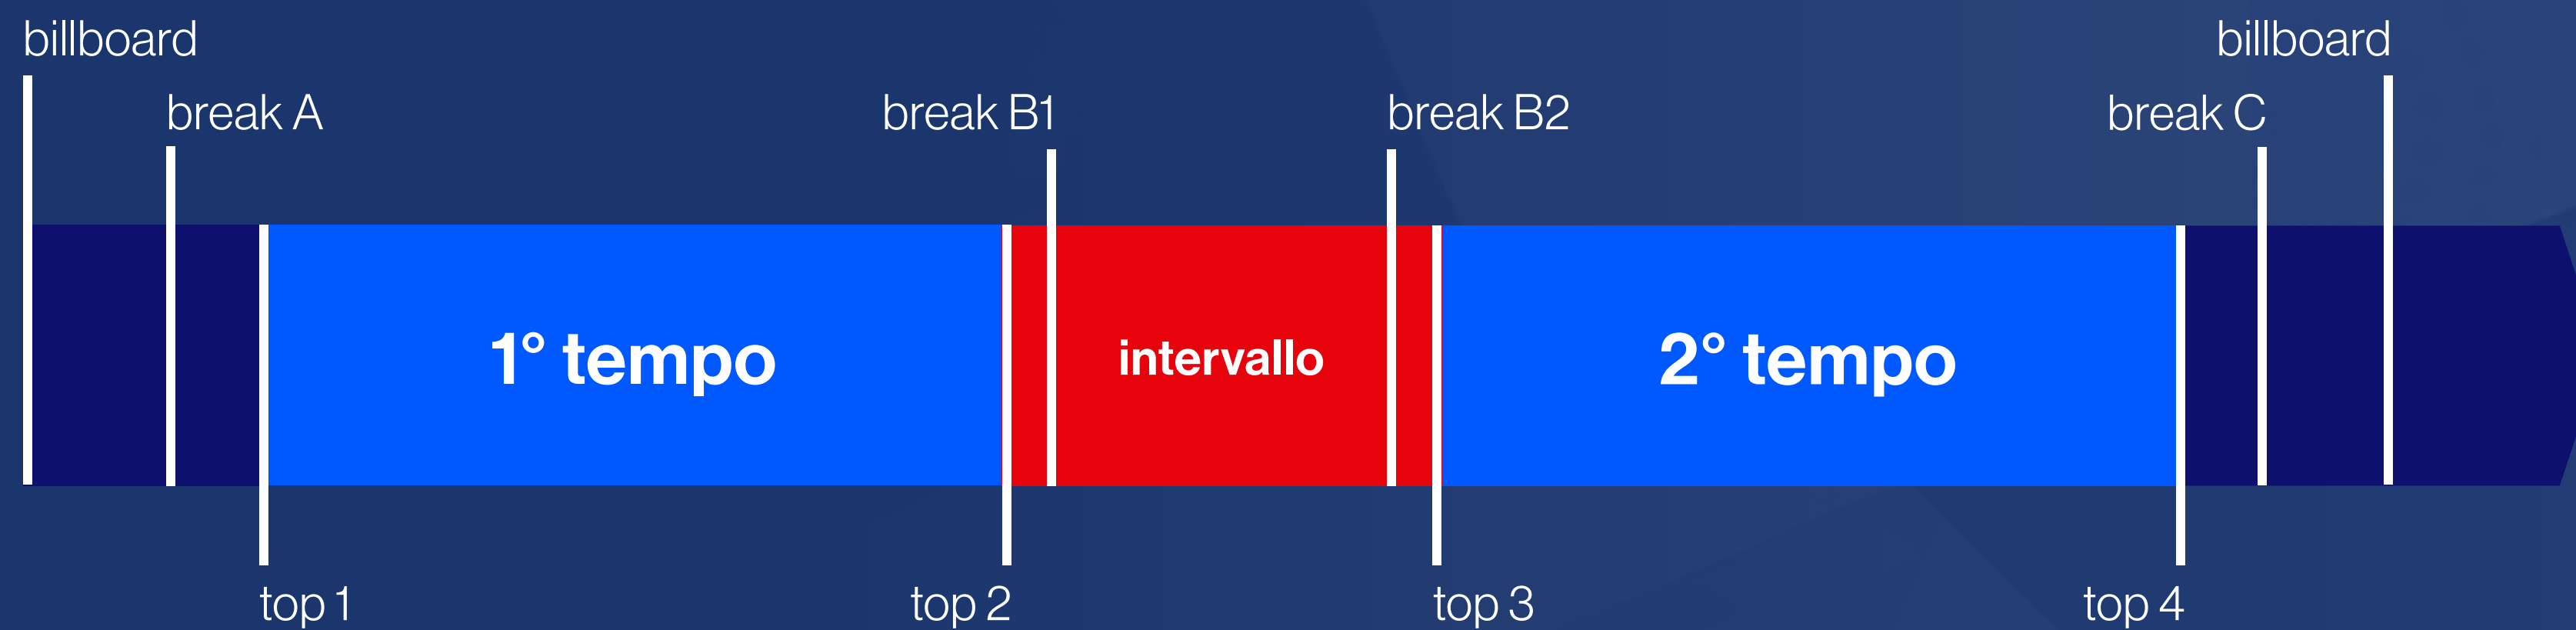 billboard
billboard
break A
break B1
break B2
break C
1° tempo
intervallo
2° tempo
top 1
top 2
top 3
top 4